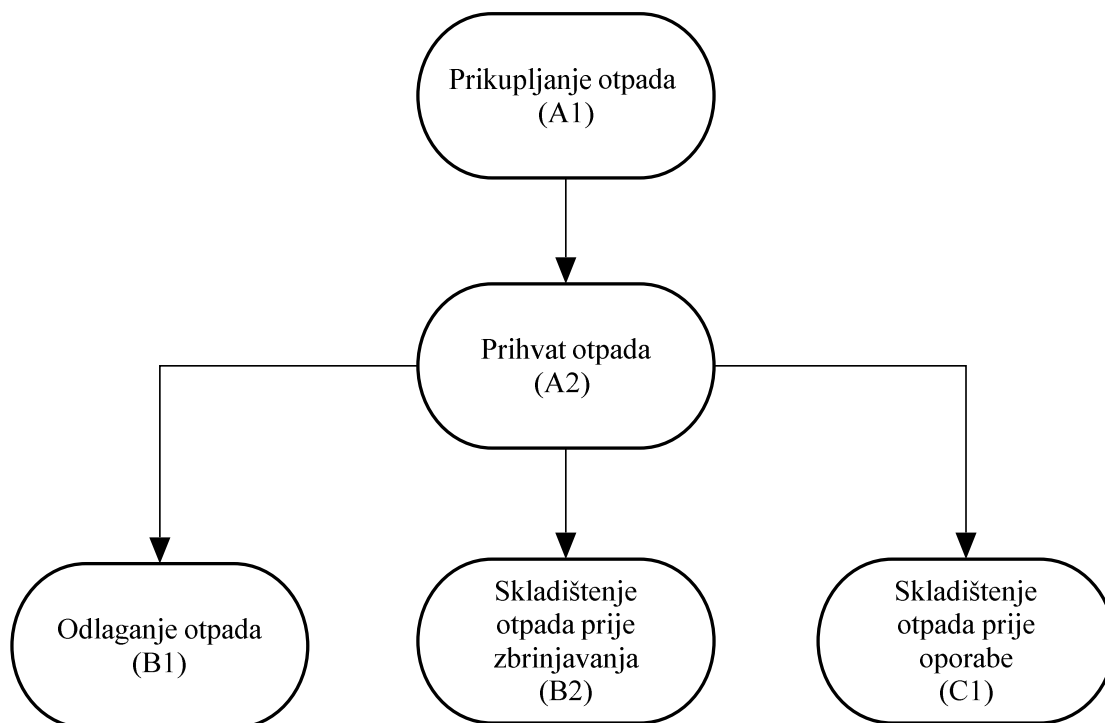 Prikupljanje otpada
(A1)
Prihvat otpada
(A2)
Odlaganje otpada
(B1)
Skladištenje
otpada prije
zbrinjavanja
(B2)
Skladištenje
otpada prije
oporabe
(C1)